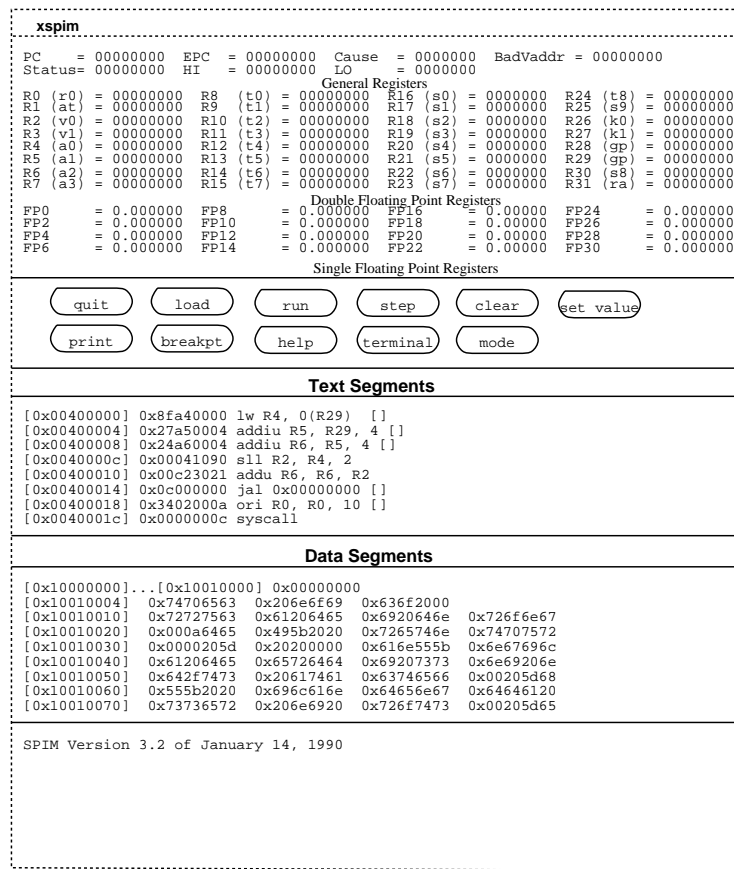 xspim
PC = 00000000 EPC = 00000000 Cause = 0000000 BadVaddr = 00000000
Status= 00000000 HI = 00000000 LO = 0000000
General Registers
R0 (r0) = 00000000 R8 (t0) = 00000000 R16 (s0) = 0000000 R24 (t8) = 00000000
R1 (at) = 00000000 R9 (t1) = 00000000 R17 (s1) = 0000000 R25 (s9) = 00000000
R2 (v0) = 00000000 R10 (t2) = 00000000 R18 (s2) = 0000000 R26 (k0) = 00000000
R3 (v1) = 00000000 R11 (t3) = 00000000 R19 (s3) = 0000000 R27 (k1) = 00000000
R4 (a0) = 00000000 R12 (t4) = 00000000 R20 (s4) = 0000000 R28 (gp) = 00000000
R5 (a1) = 00000000 R13 (t5) = 00000000 R21 (s5) = 0000000 R29 (gp) = 00000000
R6 (a2) = 00000000 R14 (t6) = 00000000 R22 (s6) = 0000000 R30 (s8) = 00000000
R7 (a3) = 00000000 R15 (t7) = 00000000 R23 (s7) = 0000000 R31 (ra) = 00000000
Double Floating Point Registers
FP0 = 0.000000 FP8 = 0.000000 FP16 = 0.00000 FP24 = 0.000000
FP2 = 0.000000 FP10 = 0.000000 FP18 = 0.00000 FP26 = 0.000000
FP4 = 0.000000 FP12 = 0.000000 FP20 = 0.00000 FP28 = 0.000000
FP6 = 0.000000 FP14 = 0.000000 FP22 = 0.00000 FP30 = 0.000000
Single Floating Point Registers
quit load run step clear set value
print breakpt help terminal mode
Text Segments
[0x00400000] 0x8fa40000 lw R4, 0(R29) []
[0x00400004] 0x27a50004 addiu R5, R29, 4 []
[0x00400008] 0x24a60004 addiu R6, R5, 4 []
[0x0040000c] 0x00041090 sll R2, R4, 2
[0x00400010] 0x00c23021 addu R6, R6, R2
[0x00400014] 0x0c000000 jal 0x00000000 []
[0x00400018] 0x3402000a ori R0, R0, 10 []
[0x0040001c] 0x0000000c syscall
Data Segments
[0x10000000]...[0x10010000] 0x00000000
[0x10010004] 0x74706563 0x206e6f69 0x636f2000
[0x10010010] 0x72727563 0x61206465 0x6920646e 0x726f6e67
[0x10010020] 0x000a6465 0x495b2020 0x7265746e 0x74707572
[0x10010030] 0x0000205d 0x20200000 0x616e555b 0x6e67696c
[0x10010040] 0x61206465 0x65726464 0x69207373 0x6e69206e
[0x10010050] 0x642f7473 0x20617461 0x63746566 0x00205d68
[0x10010060] 0x555b2020 0x696c616e 0x64656e67 0x64646120
[0x10010070] 0x73736572 0x206e6920 0x726f7473 0x00205d65
SPIM Version 3.2 of January 14, 1990